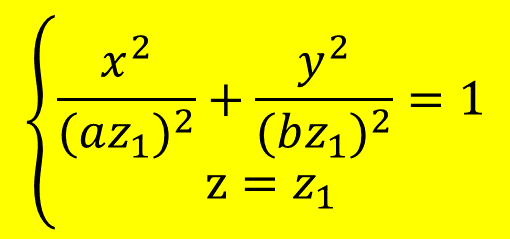 x²/(az₁)² + y²/(bz₁)² = 1
z = z₁